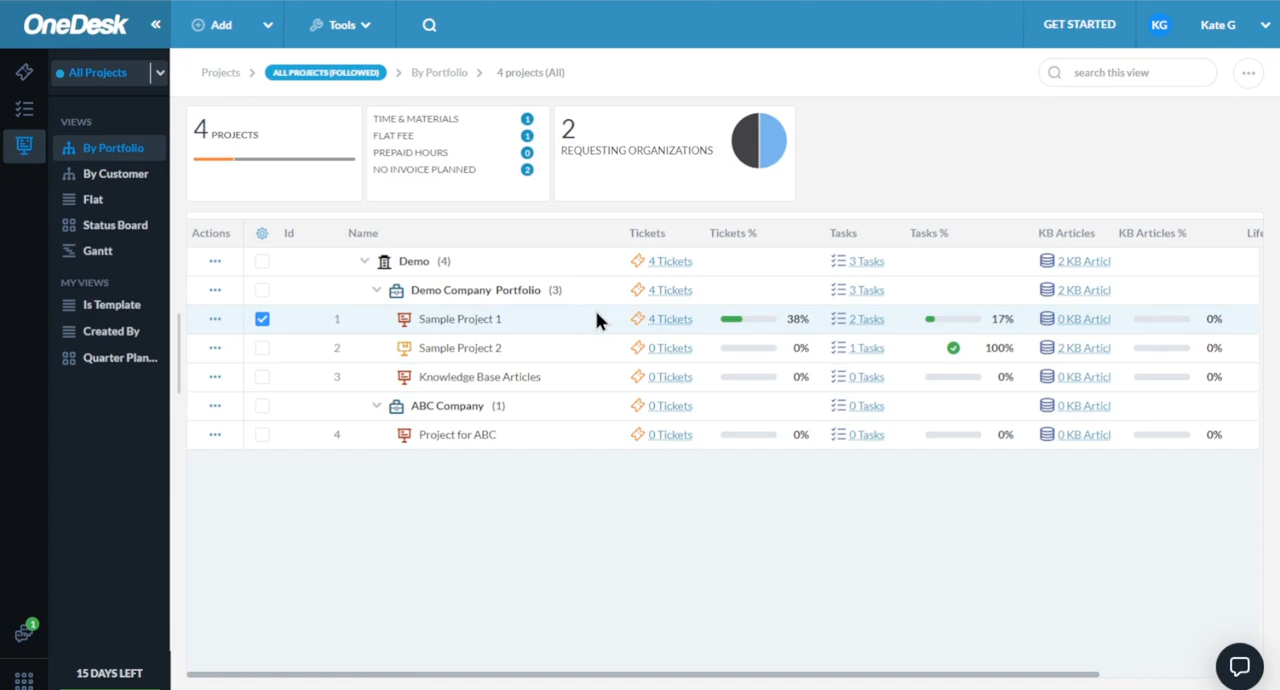 OneDesk « Add Tools GET STARTED KG Kate G
All Projects Projects > ALL PROJECTS (FOLLOWED) > By Portfolio > 4 projects (All) search this view
VIEWS
By Portfolio
By Customer
Flat
Status Board
Gantt
MY VIEWS
Is Template
Created By
Quarter Plan...
1
15 DAYS LEFT
4 PROJECTS
TIME & MATERIALS 1
FLAT FEE 1
PREPAID HOURS 0
NO INVOICE PLANNED 2
2
REQUESTING ORGANIZATIONS
Actions Id Name Tickets Tickets % Tasks Tasks % KB Articles KB Articles % Life
Demo (4) 4 Tickets 3 Tasks 2 KB Articl
Demo Company Portfolio (3) 4 Tickets 3 Tasks 2 KB Articl
1 Sample Project 1 4 Tickets 38% 2 Tasks 17% 0 KB Articl 0%
2 Sample Project 2 0 Tickets 0% 1 Tasks 100% 2 KB Articl 0%
3 Knowledge Base Articles 0 Tickets 0% 0 Tasks 0% 0 KB Articl 0%
ABC Company (1) 0 Tickets 0 Tasks 0 KB Articl
4 Project for ABC 0 Tickets 0% 0 Tasks 0% 0 KB Articl 0%